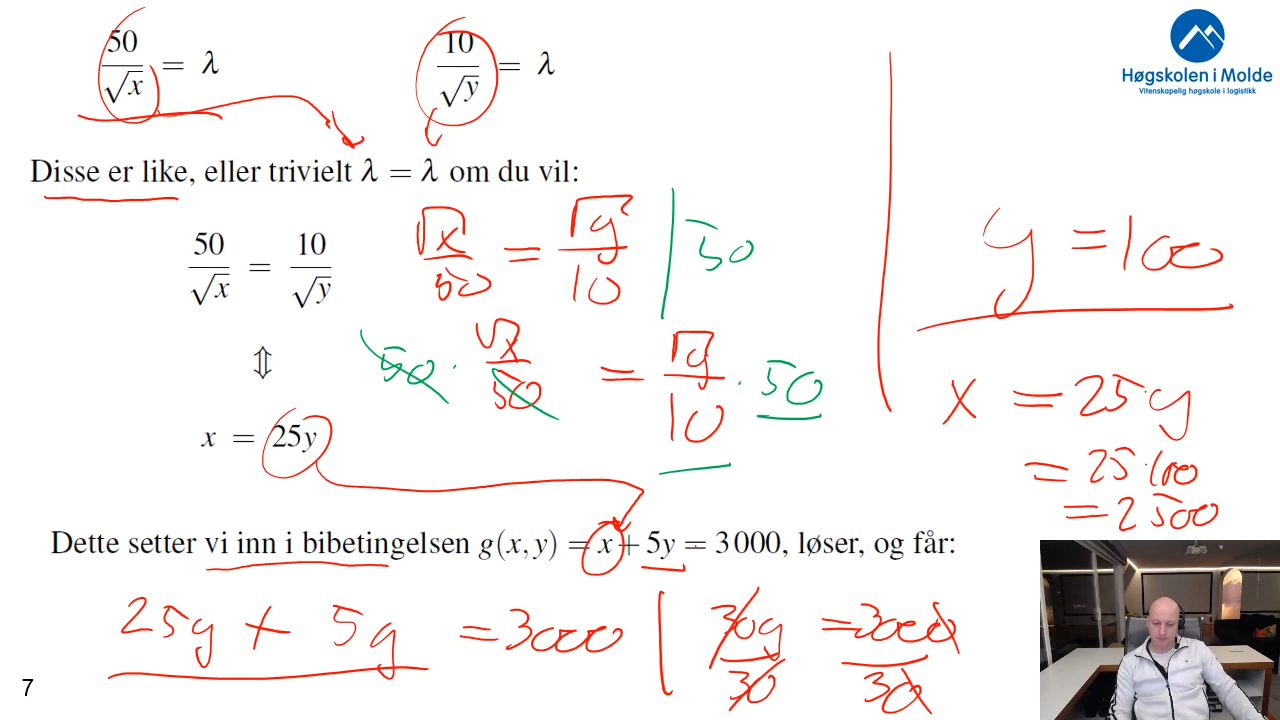 50/√x = λ    10/√y = λ
Høgskolen i Molde
Vitenskapelig høgskole i logistikk
Disse er like, eller trivielt λ = λ om du vil:
50/√x = 10/√y
√x/50 = √y/10 | 50
⇕
50 · √x/50 = √y/10 · 50
x = 25y
y = 100
x = 25·y
= 25·100
= 2500
Dette setter vi inn i bibetingelsen g(x, y) = x + 5y = 3000, løser, og får:
25y + 5y = 3000 | 30y/30 = 3000/30
7